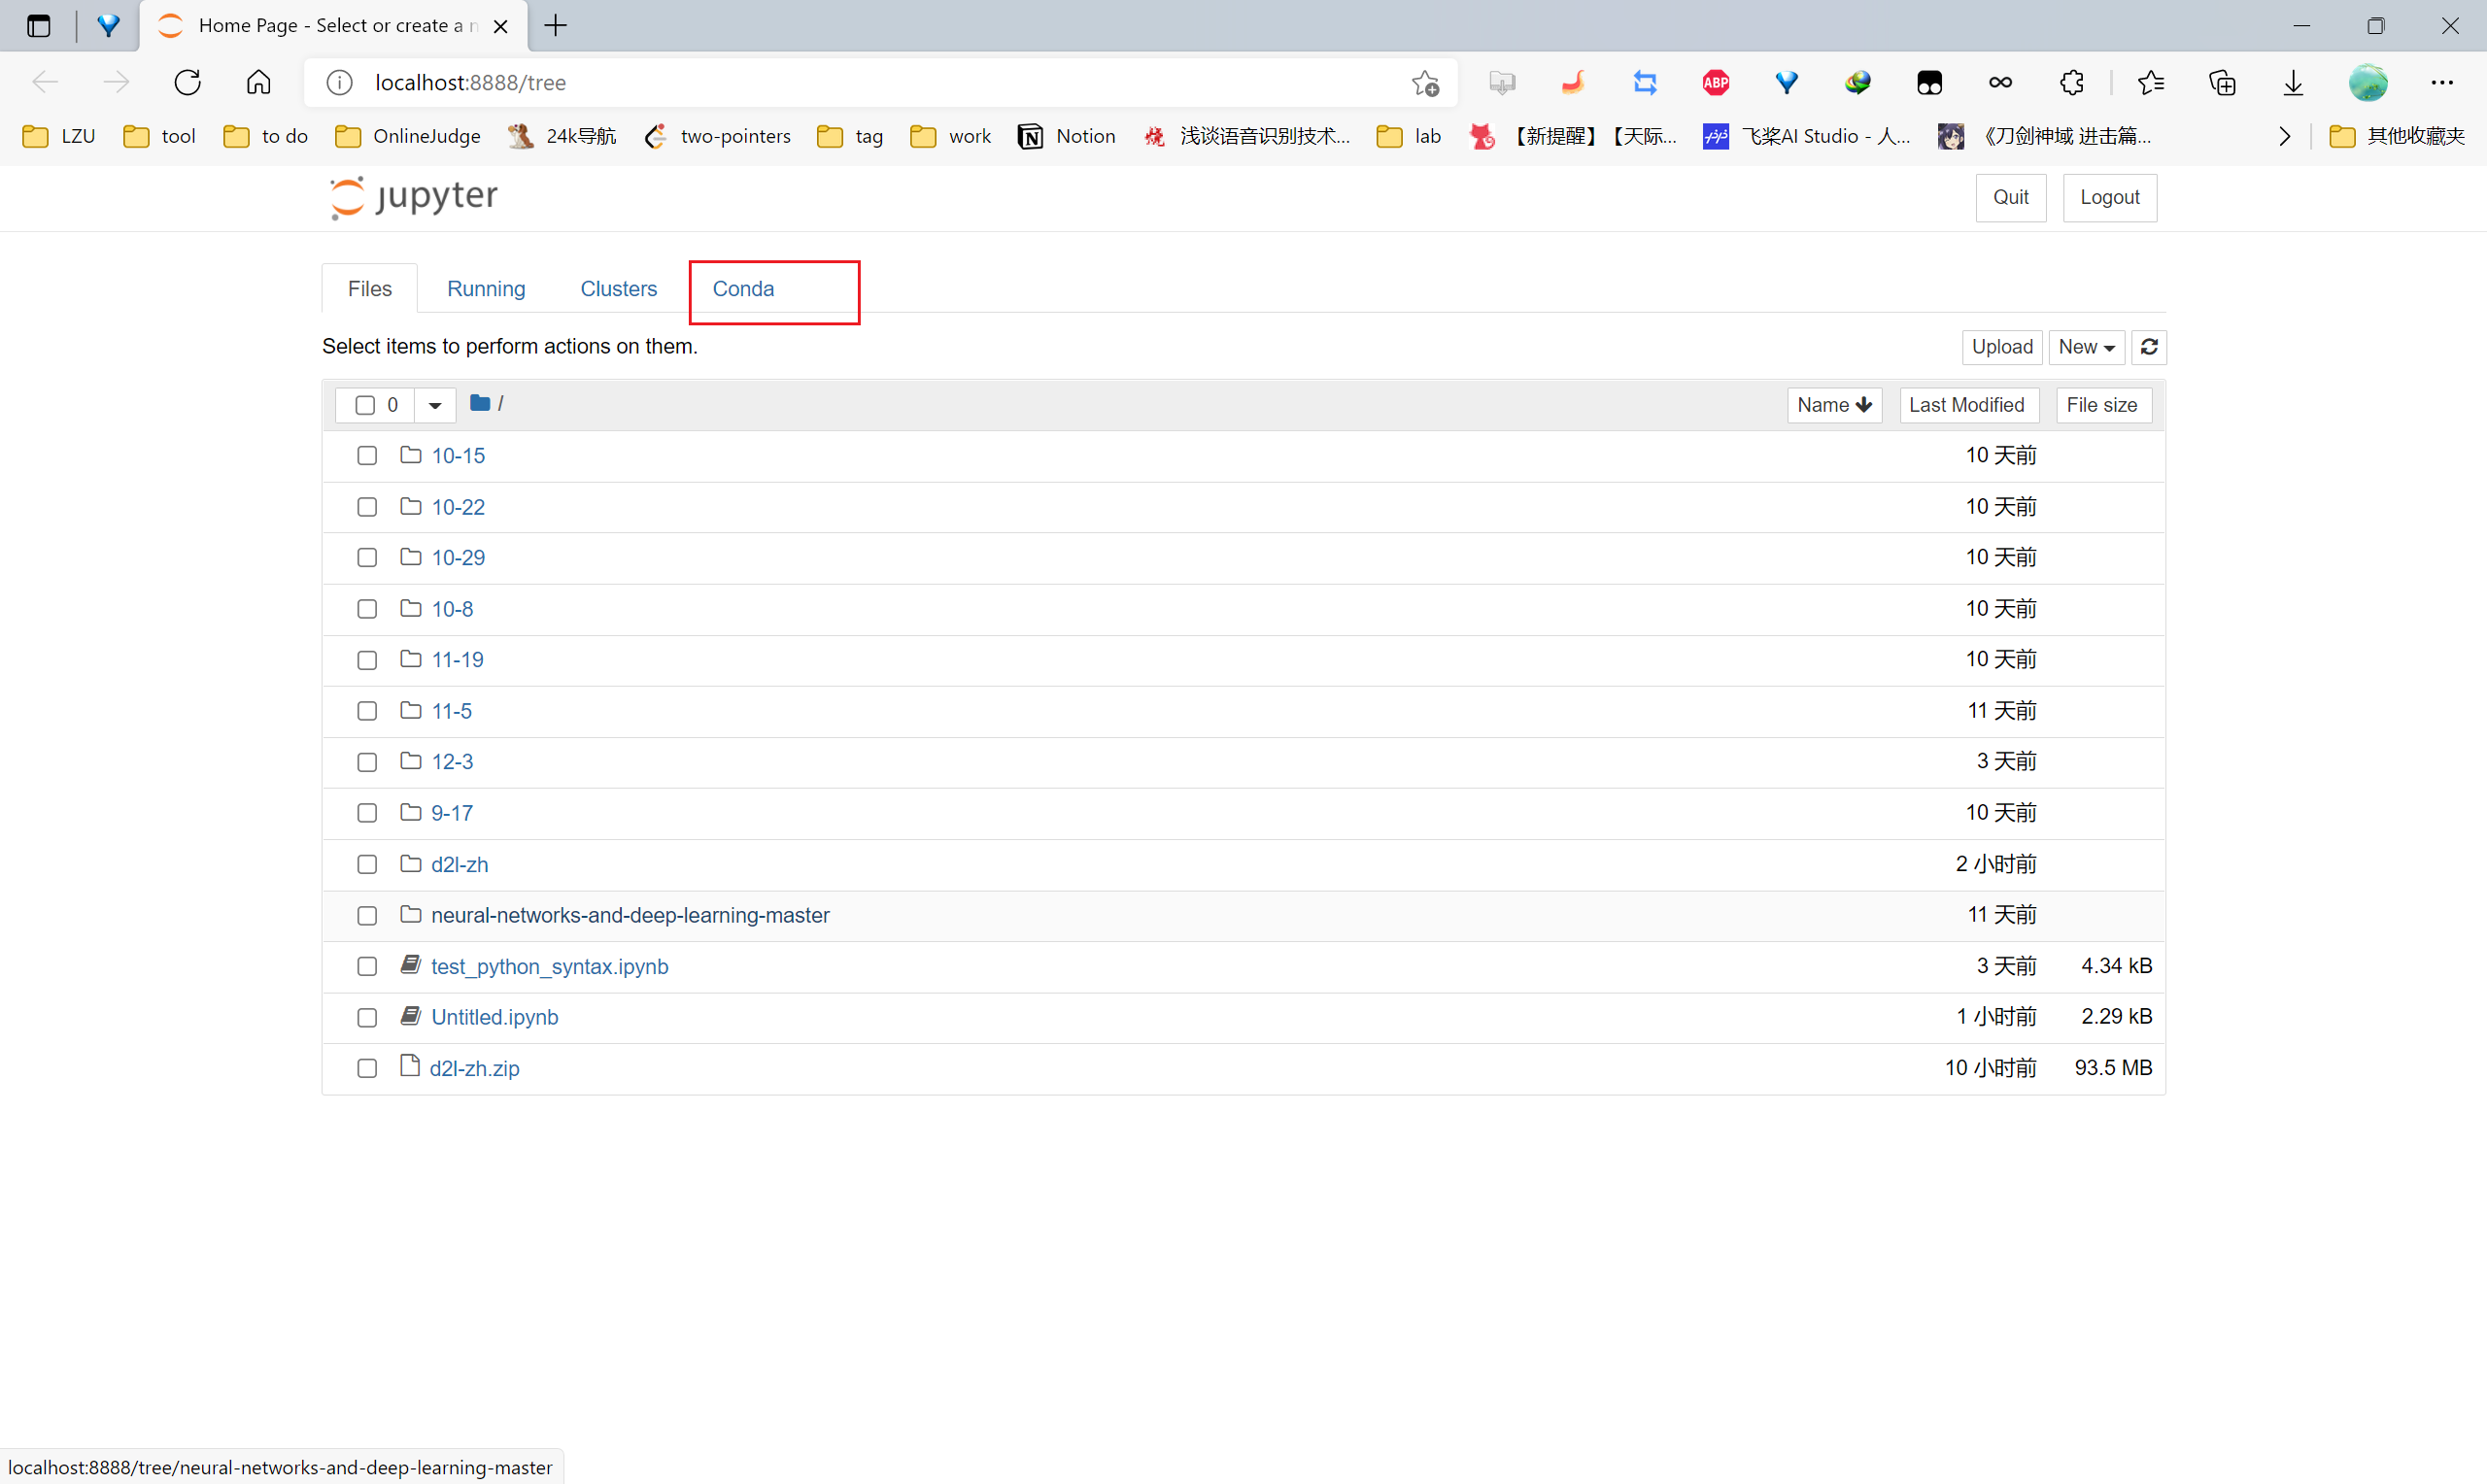 Home Page - Select or create a n
localhost:8888/tree
ABP
LZU tool to do OnlineJudge 24k导航 two-pointers tag work Notion 浅谈语音识别技术... lab 【新提醒】【天际... 飞桨AI Studio - 人... 《刀剑神域 进击篇... 其他收藏夹
jupyter Quit Logout
Files Running Clusters Conda
Select items to perform actions on them. Upload New
0 / Name Last Modified File size
10-15 10 天前
10-22 10 天前
10-29 10 天前
10-8 10 天前
11-19 10 天前
11-5 11 天前
12-3 3 天前
9-17 10 天前
d2l-zh 2 小时前
neural-networks-and-deep-learning-master 11 天前
test_python_syntax.ipynb 3 天前 4.34 kB
Untitled.ipynb 1 小时前 2.29 kB
d2l-zh.zip 10 小时前 93.5 MB
localhost:8888/tree/neural-networks-and-deep-learning-master